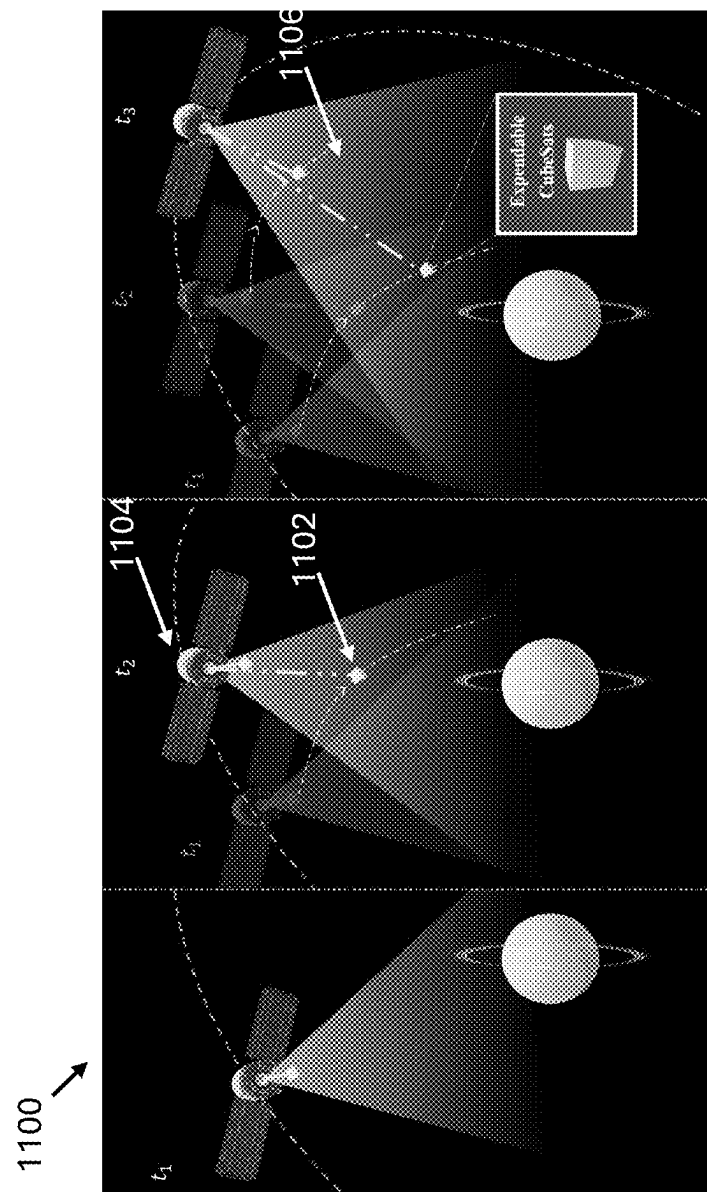 1100
t₁
t₁
t₂
1104
1102
t₁
t₂
t₃
1106
Expendable
CubeSats